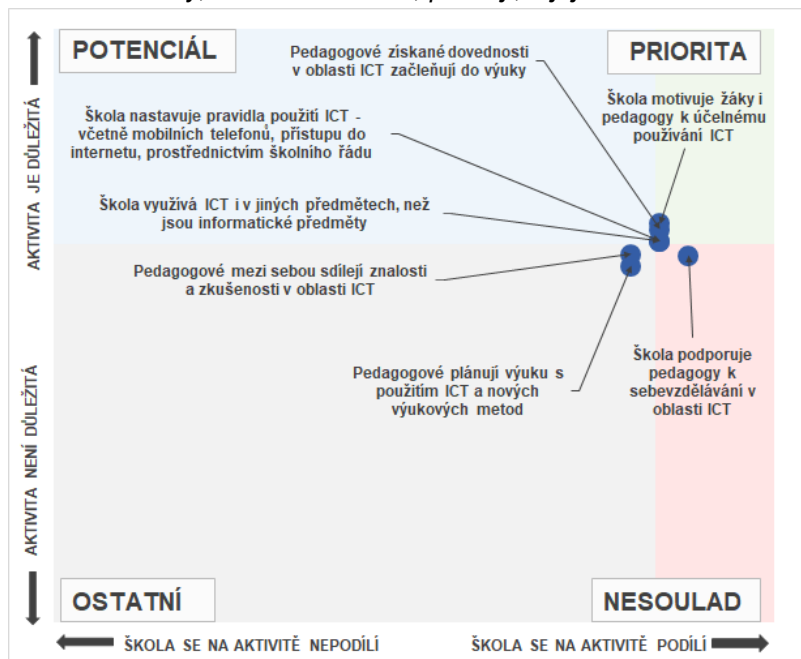 POTENCIÁL
Pedagogové získané dovednosti
v oblasti ICT začleňují do výuky
PRIORITA
Škola motivuje žáky i
pedagogy k účelnému
používání ICT
Škola nastavuje pravidla použití ICT -
včetně mobilních telefonů, přístupu do
internetu, prostřednictvím školního řádu
Škola využívá ICT i v jiných předmětech, než
jsou informatické předměty
Pedagogové mezi sebou sdílejí znalosti
a zkušenosti v oblasti ICT
Pedagogové plánují výuku s
použitím ICT a nových
výukových metod
Škola podporuje
pedagogy k
sebevzdělávání v
oblasti ICT
AKTIVITA JE DŮLEŽITÁ
AKTIVITA NENÍ DŮLEŽITÁ
OSTATNÍ
NESOULAD
ŠKOLA SE NA AKTIVITĚ NEPODÍLÍ
ŠKOLA SE NA AKTIVITĚ PODÍLÍ